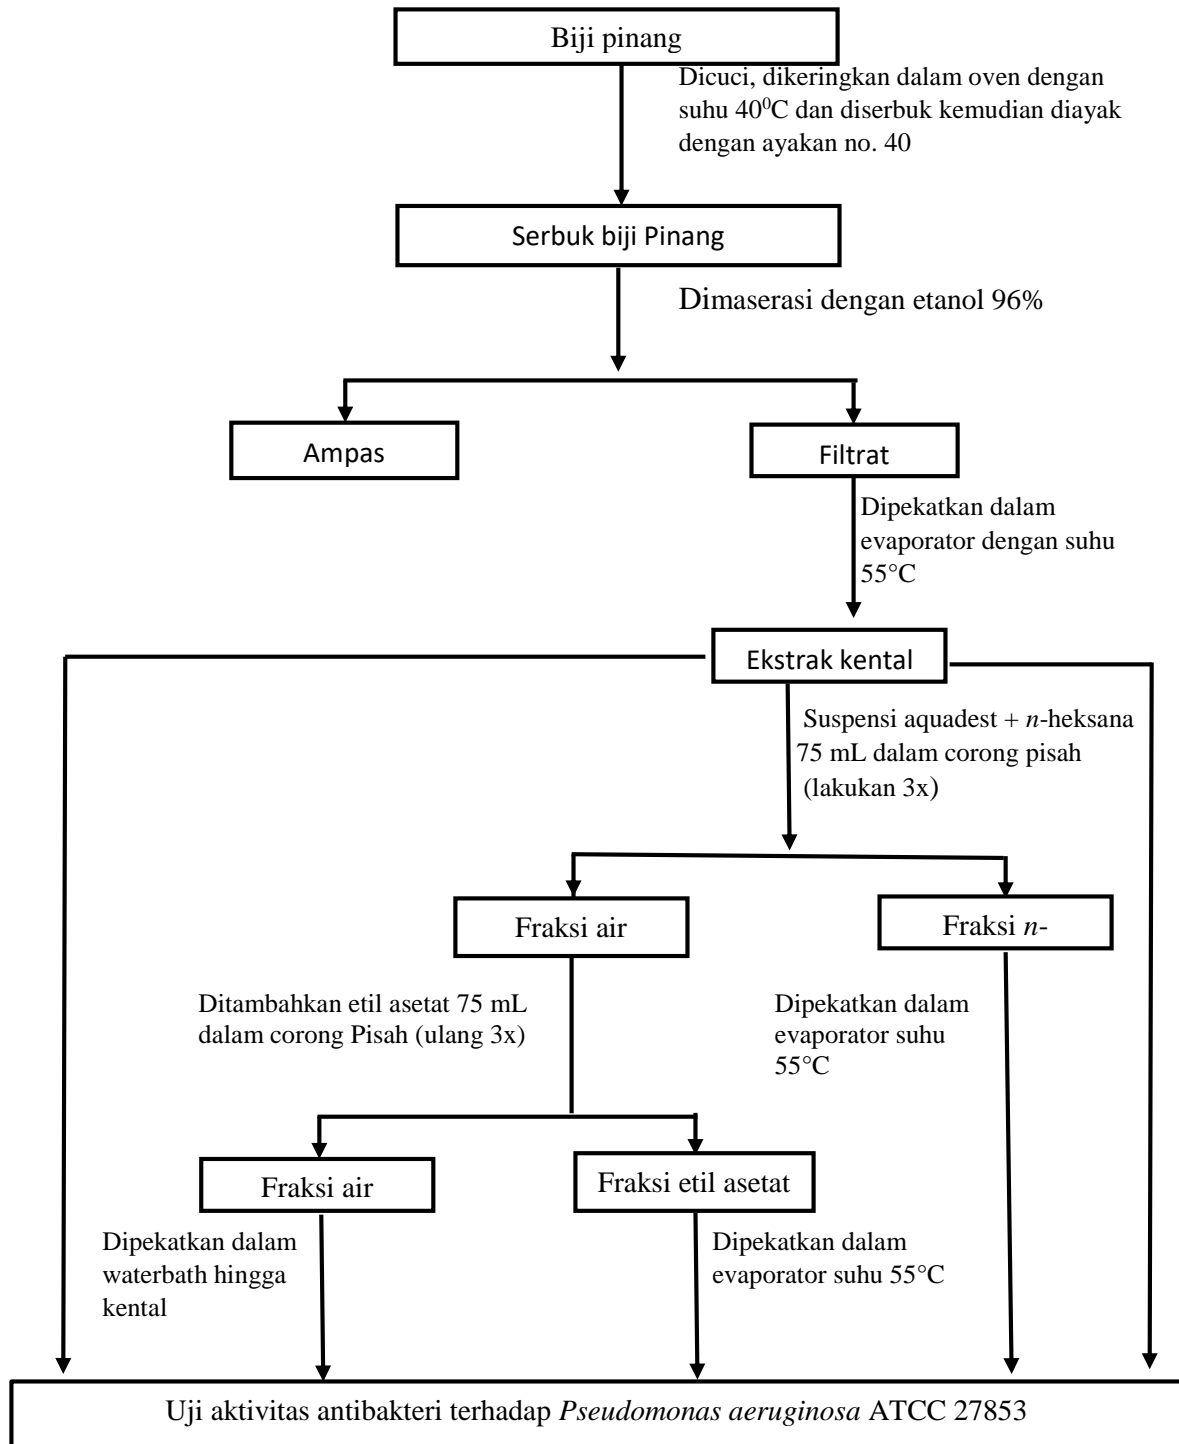 Biji pinang
Dicuci, dikeringkan dalam oven dengan
suhu 40⁰C dan diserbuk kemudian diayak
dengan ayakan no. 40
Serbuk biji Pinang
Dimaserasi dengan etanol 96%
Ampas
Filtrat
Dipekatkan dalam
evaporator dengan suhu
55°C
Ekstrak kental
Suspensi aquadest + n-heksana
75 mL dalam corong pisah
(lakukan 3x)
Fraksi air
Fraksi n-
Ditambahkan etil asetat 75 mL
dalam corong Pisah (ulang 3x)
Dipekatkan dalam
evaporator suhu
55°C
Fraksi air
Fraksi etil asetat
Dipekatkan dalam
waterbath hingga
kental
Dipekatkan dalam
evaporator suhu 55°C
Uji aktivitas antibakteri terhadap Pseudomonas aeruginosa ATCC 27853